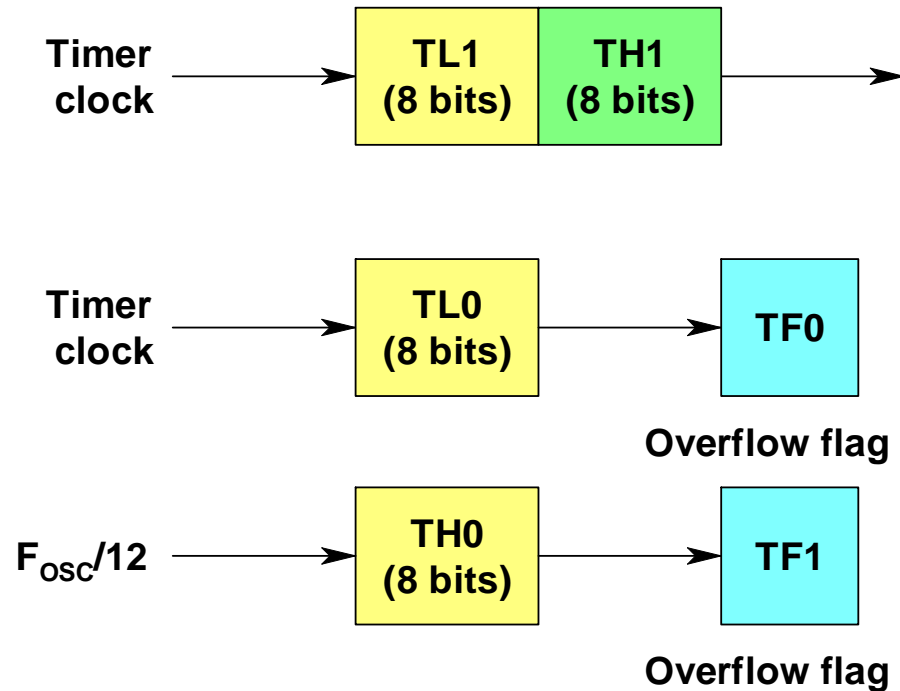 Timer
clock
TL1
(8 bits)
TH1
(8 bits)
Timer
clock
TL0
(8 bits)
TF0
Overflow flag
FOSC/12
TH0
(8 bits)
TF1
Overflow flag